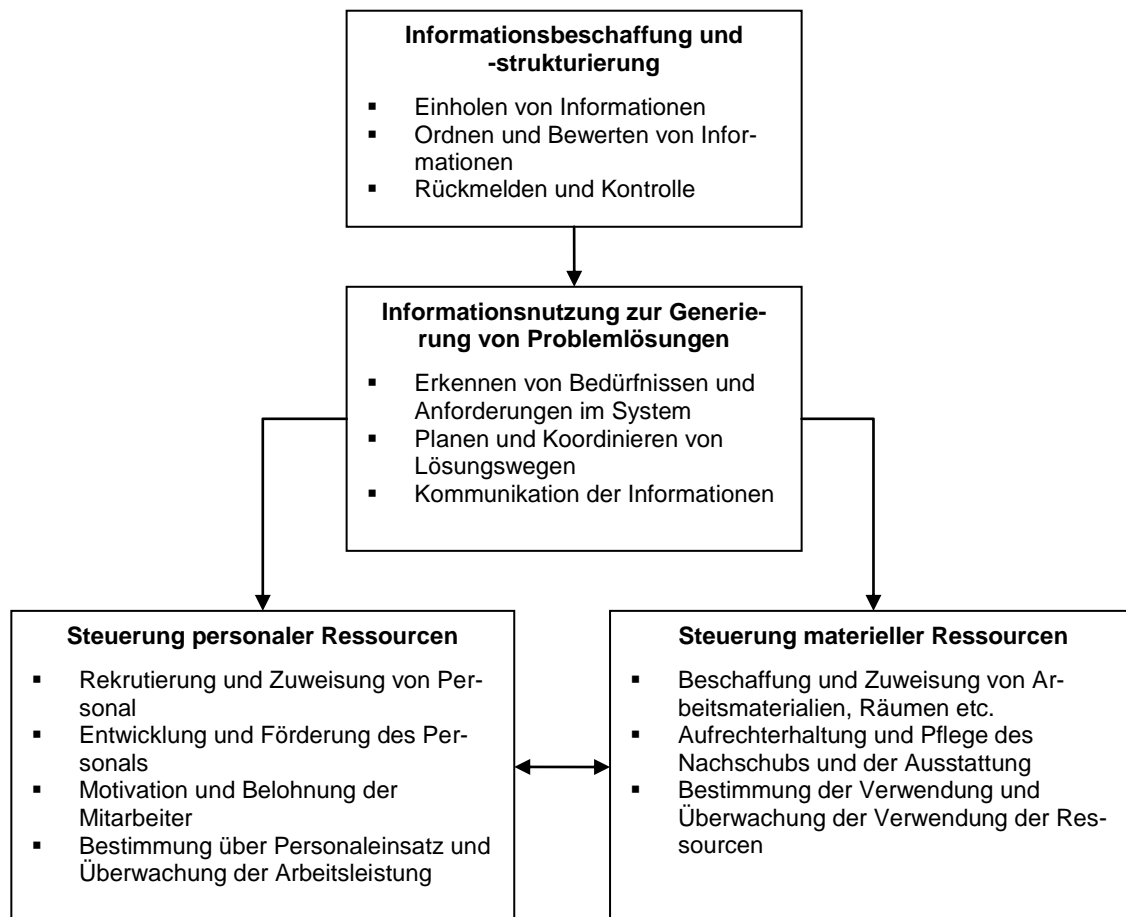 Informationsbeschaffung und
-strukturierung
▪ Einholen von Informationen
▪ Ordnen und Bewerten von Infor-
mationen
▪ Rückmelden und Kontrolle
Informationsnutzung zur Generie-
rung von Problemlösungen
▪ Erkennen von Bedürfnissen und
Anforderungen im System
▪ Planen und Koordinieren von
Lösungswegen
▪ Kommunikation der Informationen
Steuerung personaler Ressourcen
▪ Rekrutierung und Zuweisung von Per-
sonal
▪ Entwicklung und Förderung des Per-
sonals
▪ Motivation und Belohnung der
Mitarbeiter
▪ Bestimmung über Personaleinsatz und
Überwachung der Arbeitsleistung
Steuerung materieller Ressourcen
▪ Beschaffung und Zuweisung von Ar-
beitsmaterialien, Räumen etc.
▪ Aufrechterhaltung und Pflege des
Nachschubs und der Ausstattung
▪ Bestimmung der Verwendung und
Überwachung der Verwendung der Res-
sourcen